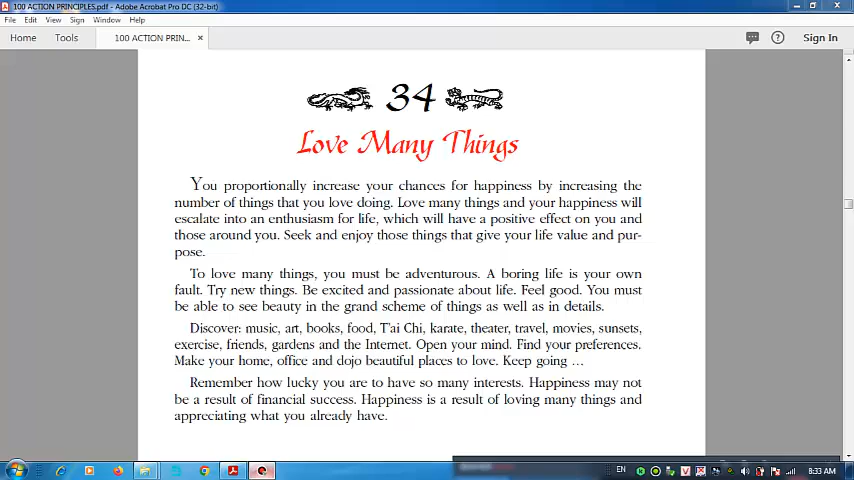 100 ACTION PRINCIPLES.pdf - Adobe Acrobat Pro DC (32-bit)
File Edit View Sign Window Help
Home Tools 100 ACTION PRIN... × Sign In
34
Love Many Things
You proportionally increase your chances for happiness by increasing the
number of things that you love doing. Love many things and your happiness will
escalate into an enthusiasm for life, which will have a positive effect on you and
those around you. Seek and enjoy those things that give your life value and pur-
pose.
To love many things, you must be adventurous. A boring life is your own
fault. Try new things. Be excited and passionate about life. Feel good. You must
be able to see beauty in the grand scheme of things as well as in details.
Discover: music, art, books, food, T'ai Chi, karate, theater, travel, movies, sunsets,
exercise, friends, gardens and the Internet. Open your mind. Find your preferences.
Make your home, office and dojo beautiful places to love. Keep going ...
Remember how lucky you are to have so many interests. Happiness may not
be a result of financial success. Happiness is a result of loving many things and
appreciating what you already have.
EN 8:33 AM